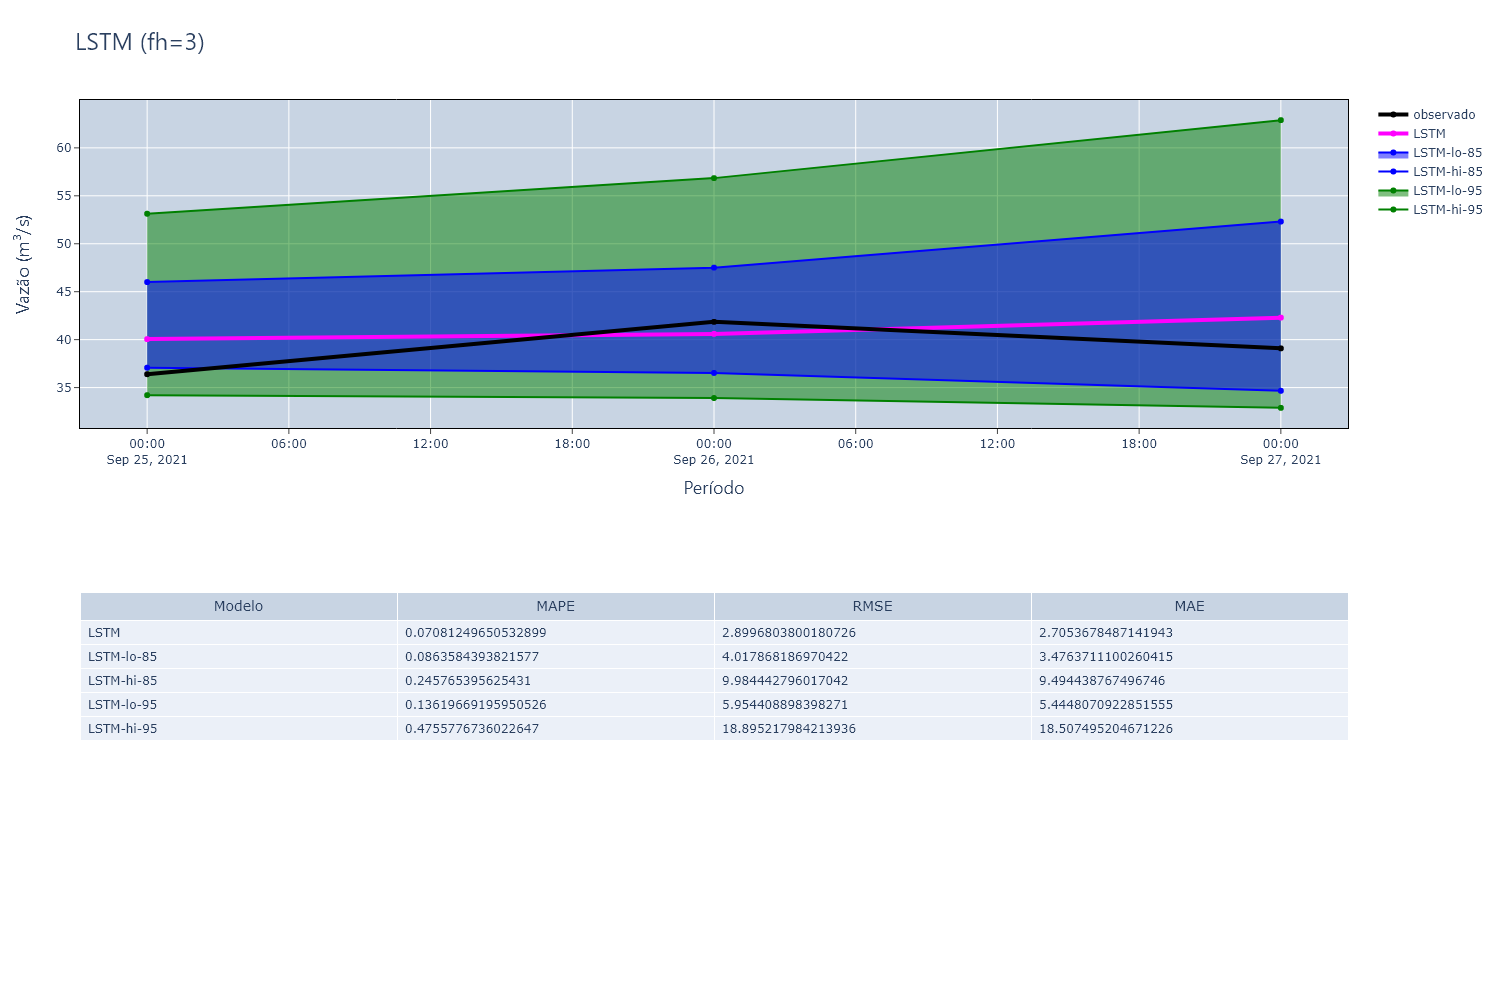 LSTM (fh=3)
observado
LSTM
LSTM-lo-85
LSTM-hi-85
LSTM-lo-95
LSTM-hi-95
Vazão (m³/s)
60
55
50
45
40
35
00:00 06:00 12:00 18:00 00:00 06:00 12:00 18:00 00:00
Sep 25, 2021 Sep 26, 2021 Sep 27, 2021
Período
Modelo MAPE RMSE MAE
LSTM 0.07081249650532899 2.8996803800180726 2.7053678487141943
LSTM-lo-85 0.0863584393821577 4.017868186970422 3.4763711100260415
LSTM-hi-85 0.245765395625431 9.984442796017042 9.494438767496746
LSTM-lo-95 0.13619669195950526 5.954408898398271 5.4448070922851555
LSTM-hi-95 0.4755776736022647 18.895217984213936 18.507495204671226